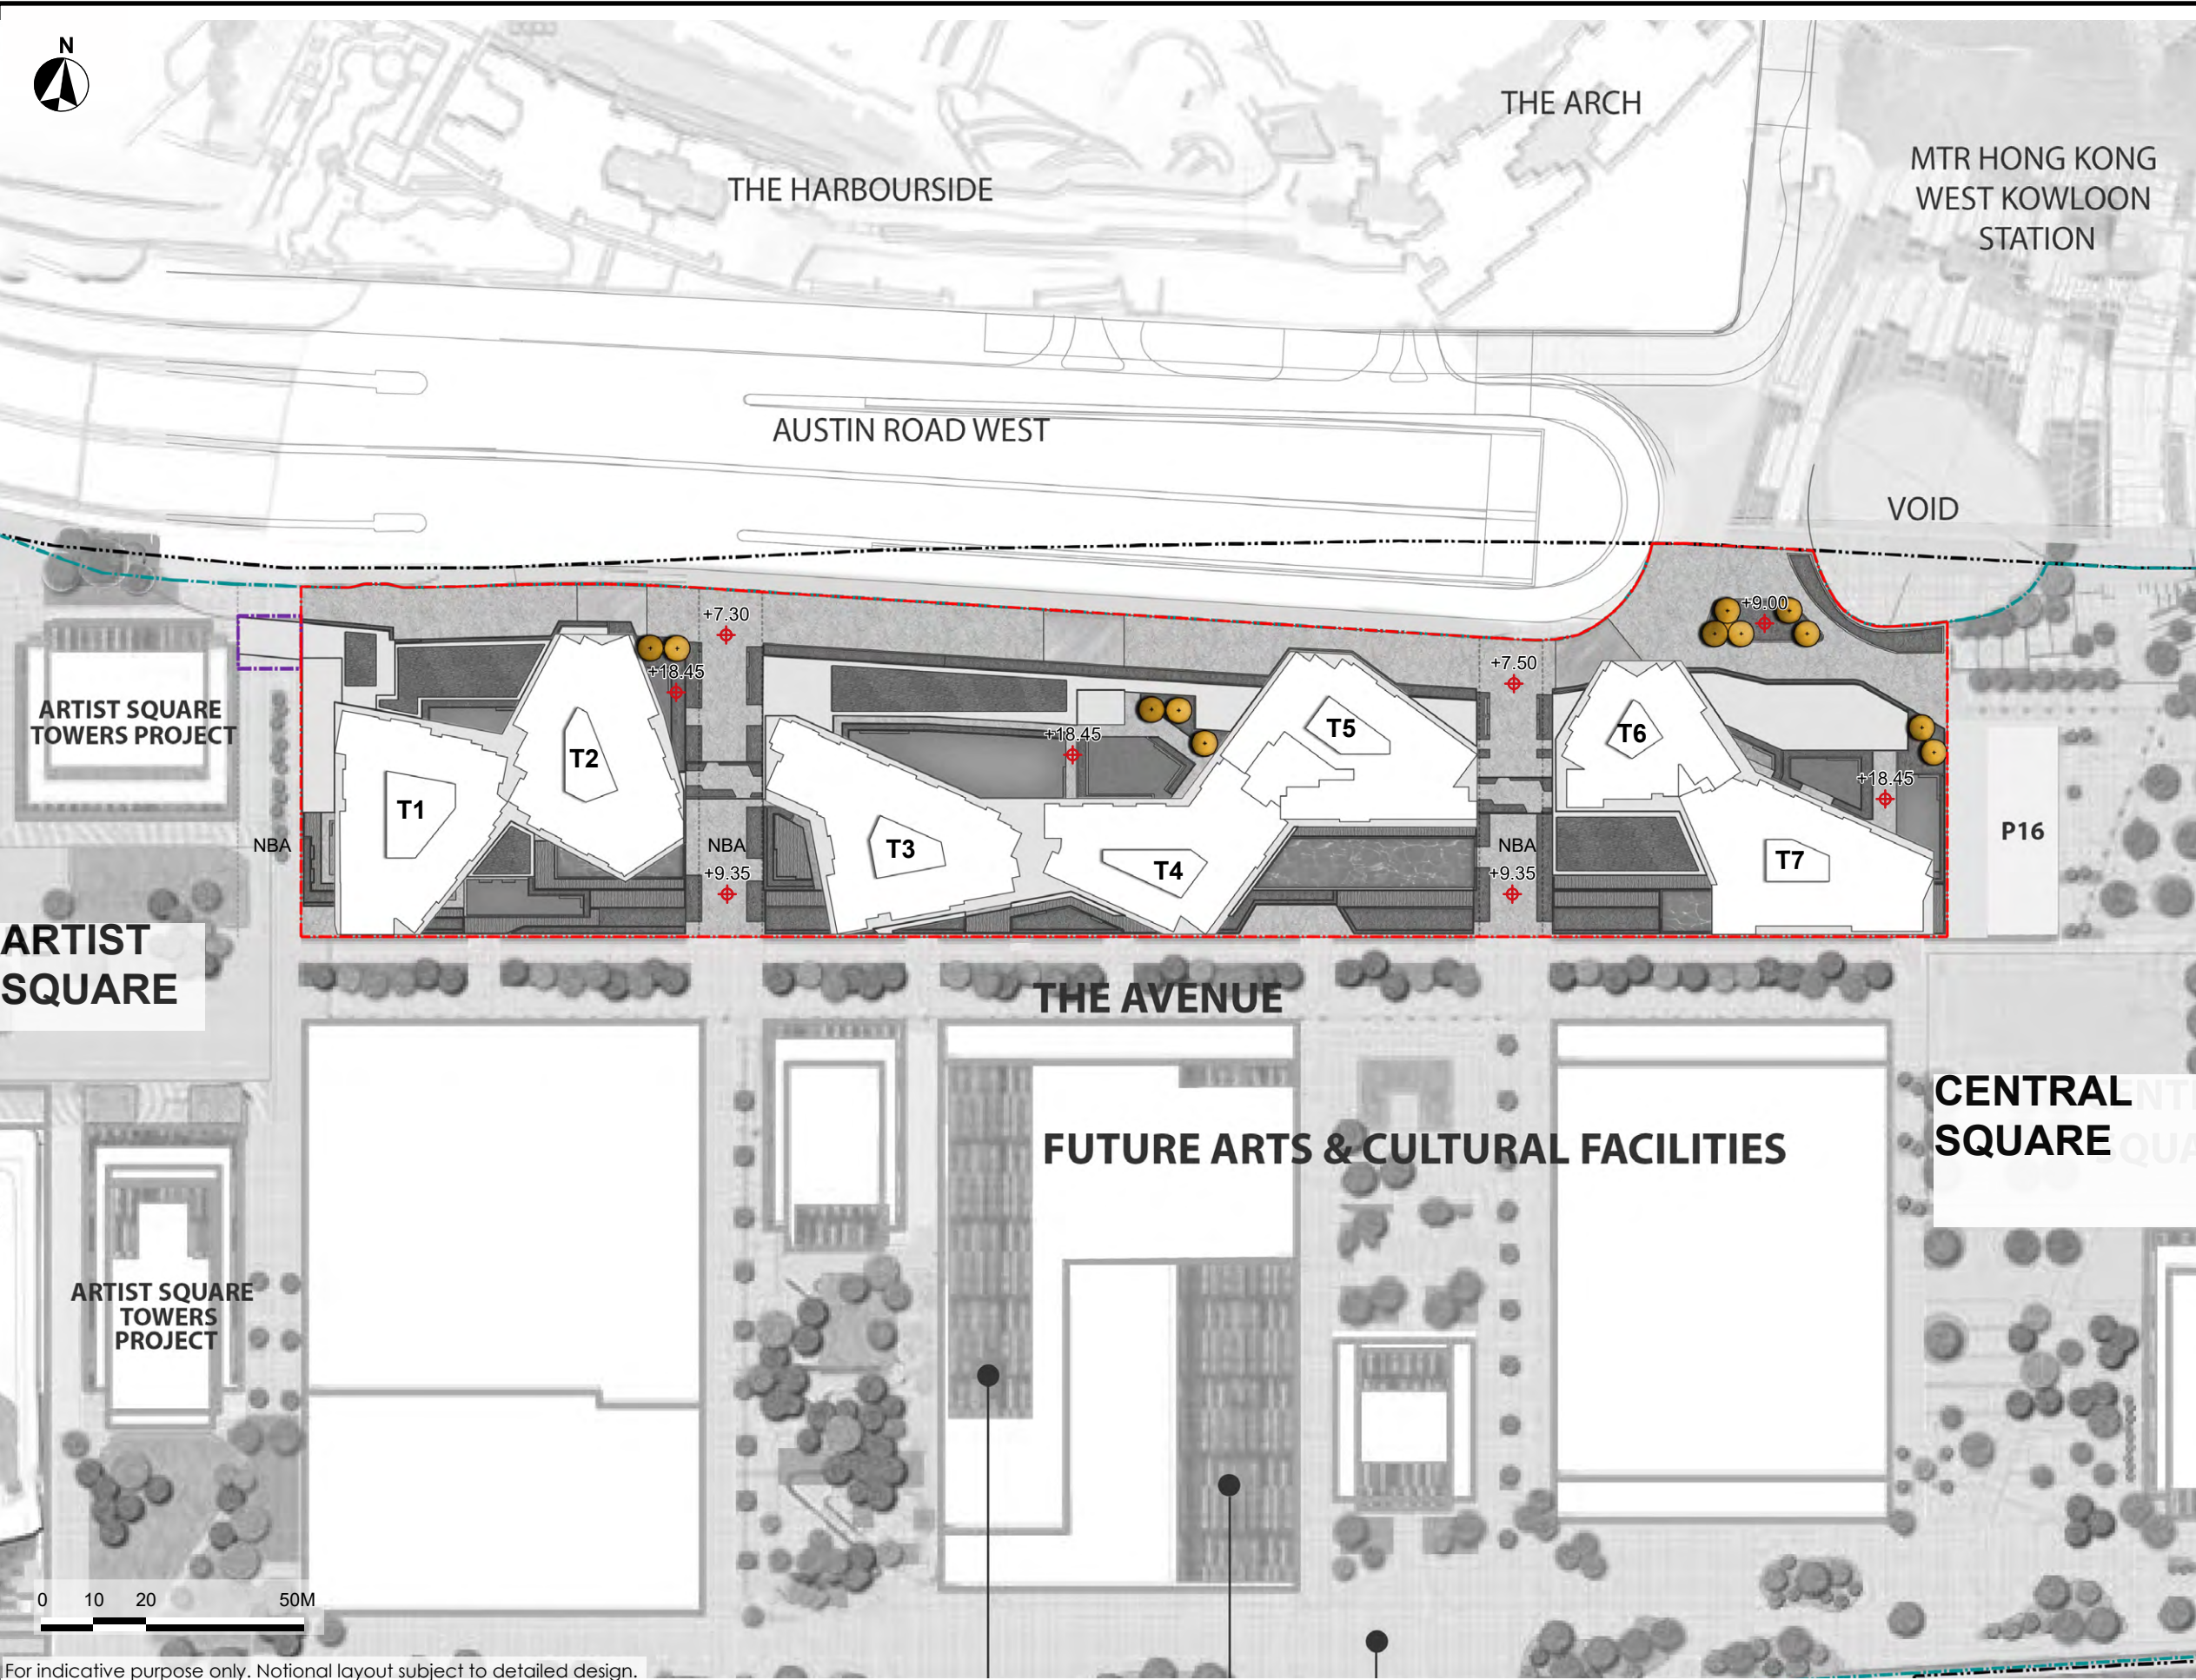 N
THE ARCH
MTR HONG KONG
WEST KOWLOON
STATION
THE HARBOURSIDE
AUSTIN ROAD WEST
VOID
+7.30
+9.00
+18.45
+7.50
ARTIST SQUARE
TOWERS PROJECT
T2
+18.45
T5
T6
+18.45
T1
NBA
NBA
+9.35
T3
T4
NBA
+9.35
T7
P16
ARTIST
SQUARE
THE AVENUE
CENTRAL
SQUARE
FUTURE ARTS & CULTURAL FACILITIES
ARTIST SQUARE
TOWERS
PROJECT
0 10 20 50M
For indicative purpose only. Notional layout subject to detailed design.